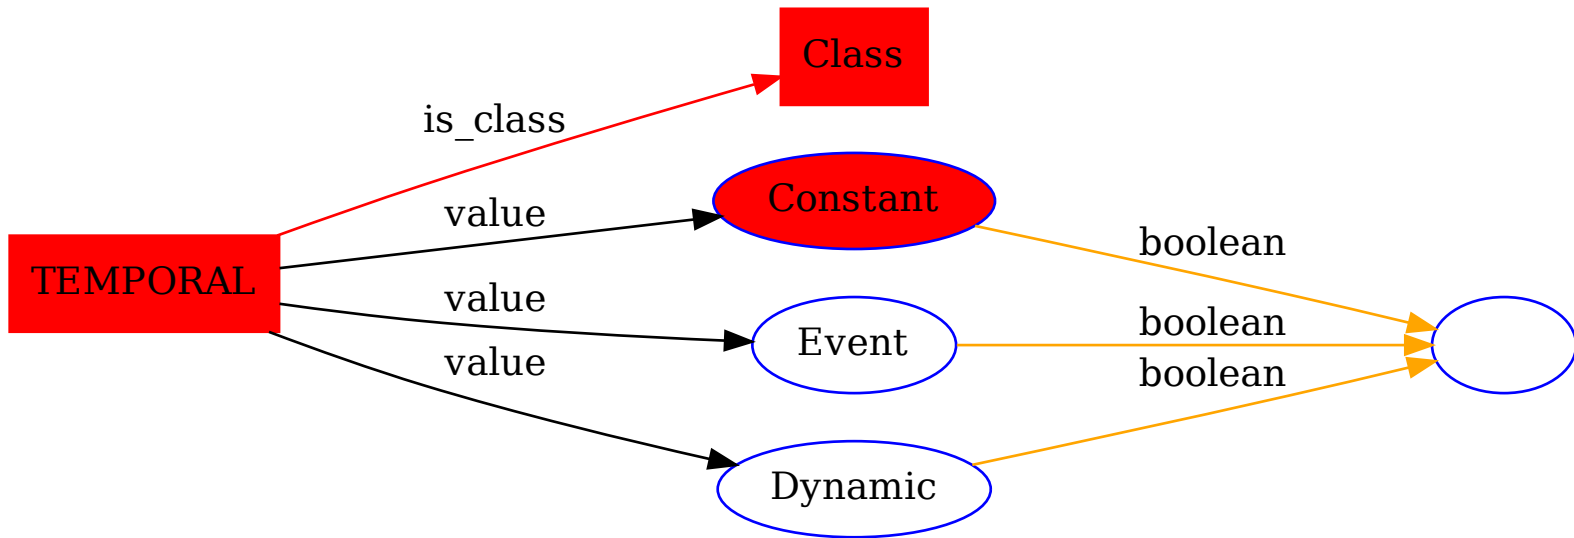 Class
is_class
Constant
value
boolean
TEMPORAL
value
Event
boolean
value
boolean
Dynamic